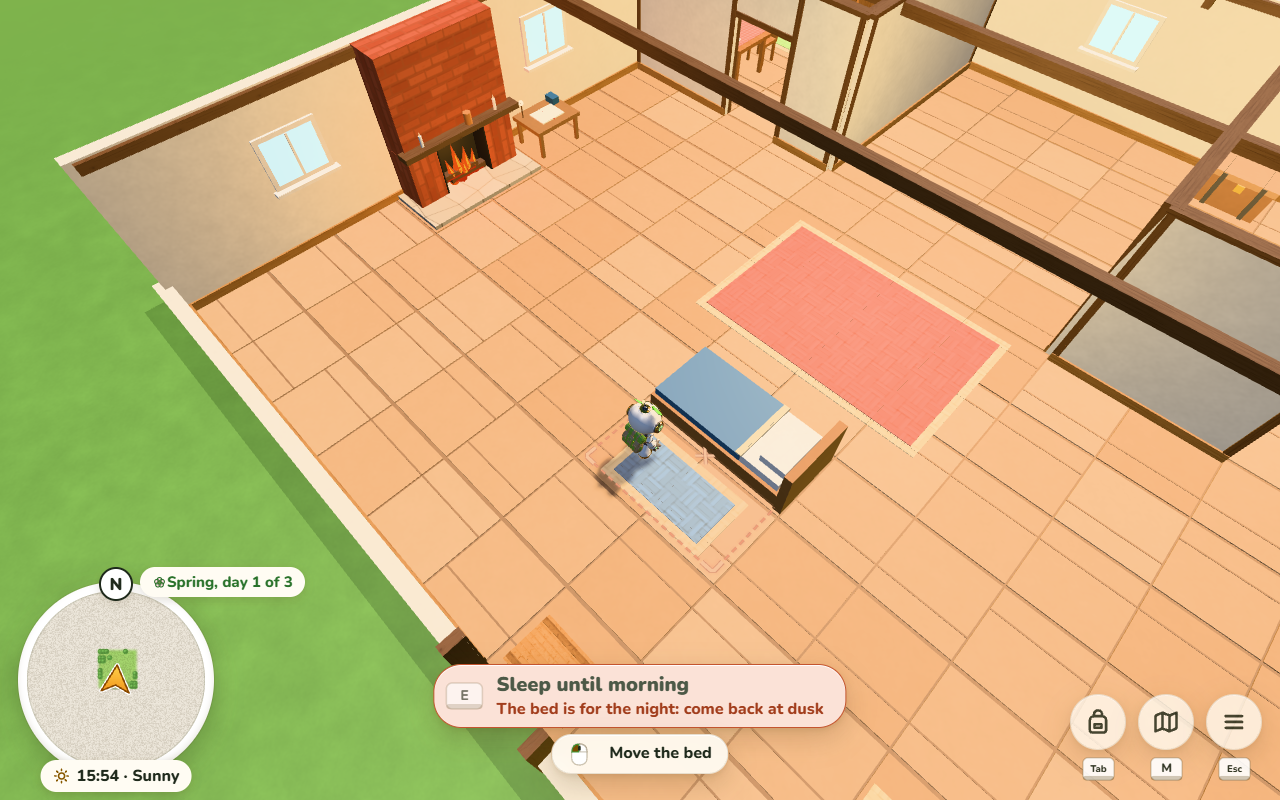 N
Spring, day 1 of 3
15:54 · Sunny
E
Sleep until morning
The bed is for the night: come back at dusk
Move the bed
Tab
M
Esc